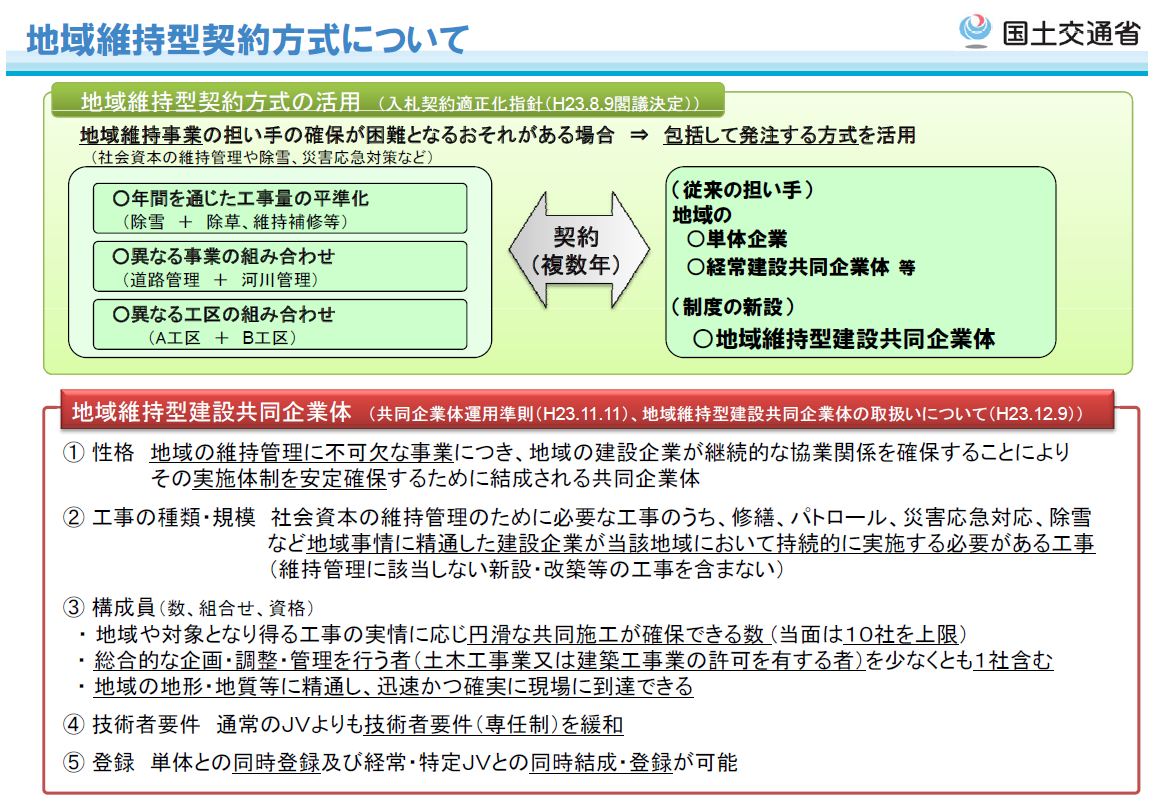 地域維持型契約方式について
国土交通省
地域維持型契約方式の活用 （入札契約適正化指針（H23.8.9閣議決定））
地域維持事業の担い手の確保が困難となるおそれがある場合 ⇒ 包括して発注する方式を活用
（社会資本の維持管理や除雪、災害応急対策など）
○年間を通じた工事量の平準化
（除雪 ＋ 除草、維持補修等）
○異なる事業の組み合わせ
（道路管理 ＋ 河川管理）
○異なる工区の組み合わせ
（A工区 ＋ B工区）
契約
（複数年）
（従来の担い手）
地域の
○単体企業
○経常建設共同企業体 等
（制度の新設）
○地域維持型建設共同企業体
地域維持型建設共同企業体 （共同企業体運用準則（H23.11.11）、地域維持型建設共同企業体の取扱いについて（H23.12.9））
① 性格 地域の維持管理に不可欠な事業につき、地域の建設企業が継続的な協業関係を確保することにより
その実施体制を安定確保するために結成される共同企業体
② 工事の種類・規模 社会資本の維持管理のために必要な工事のうち、修繕、パトロール、災害応急対応、除雪
など地域事情に精通した建設企業が当該地域において持続的に実施する必要がある工事
（維持管理に該当しない新設・改築等の工事を含まない）
③ 構成員（数、組合せ、資格）
・ 地域や対象となり得る工事の実情に応じ円滑な共同施工が確保できる数（当面は１０社を上限）
・ 総合的な企画・調整・管理を行う者（土木工事業又は建築工事業の許可を有する者）を少なくとも１社含む
・ 地域の地形・地質等に精通し、迅速かつ確実に現場に到達できる
④ 技術者要件 通常のＪＶよりも技術者要件（専任制）を緩和
⑤ 登録 単体との同時登録及び経常・特定ＪＶとの同時結成・登録が可能